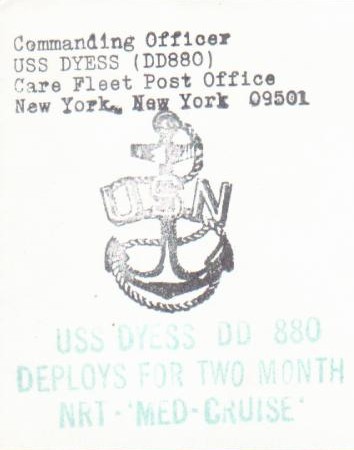 Commanding Officer
USS DYESS (DD880)
Care Fleet Post Office
New York, New York 09501
USN
USS DYESS DD 880
DEPLOYS FOR TWO MONTH
NRT-'MED-CRUISE'